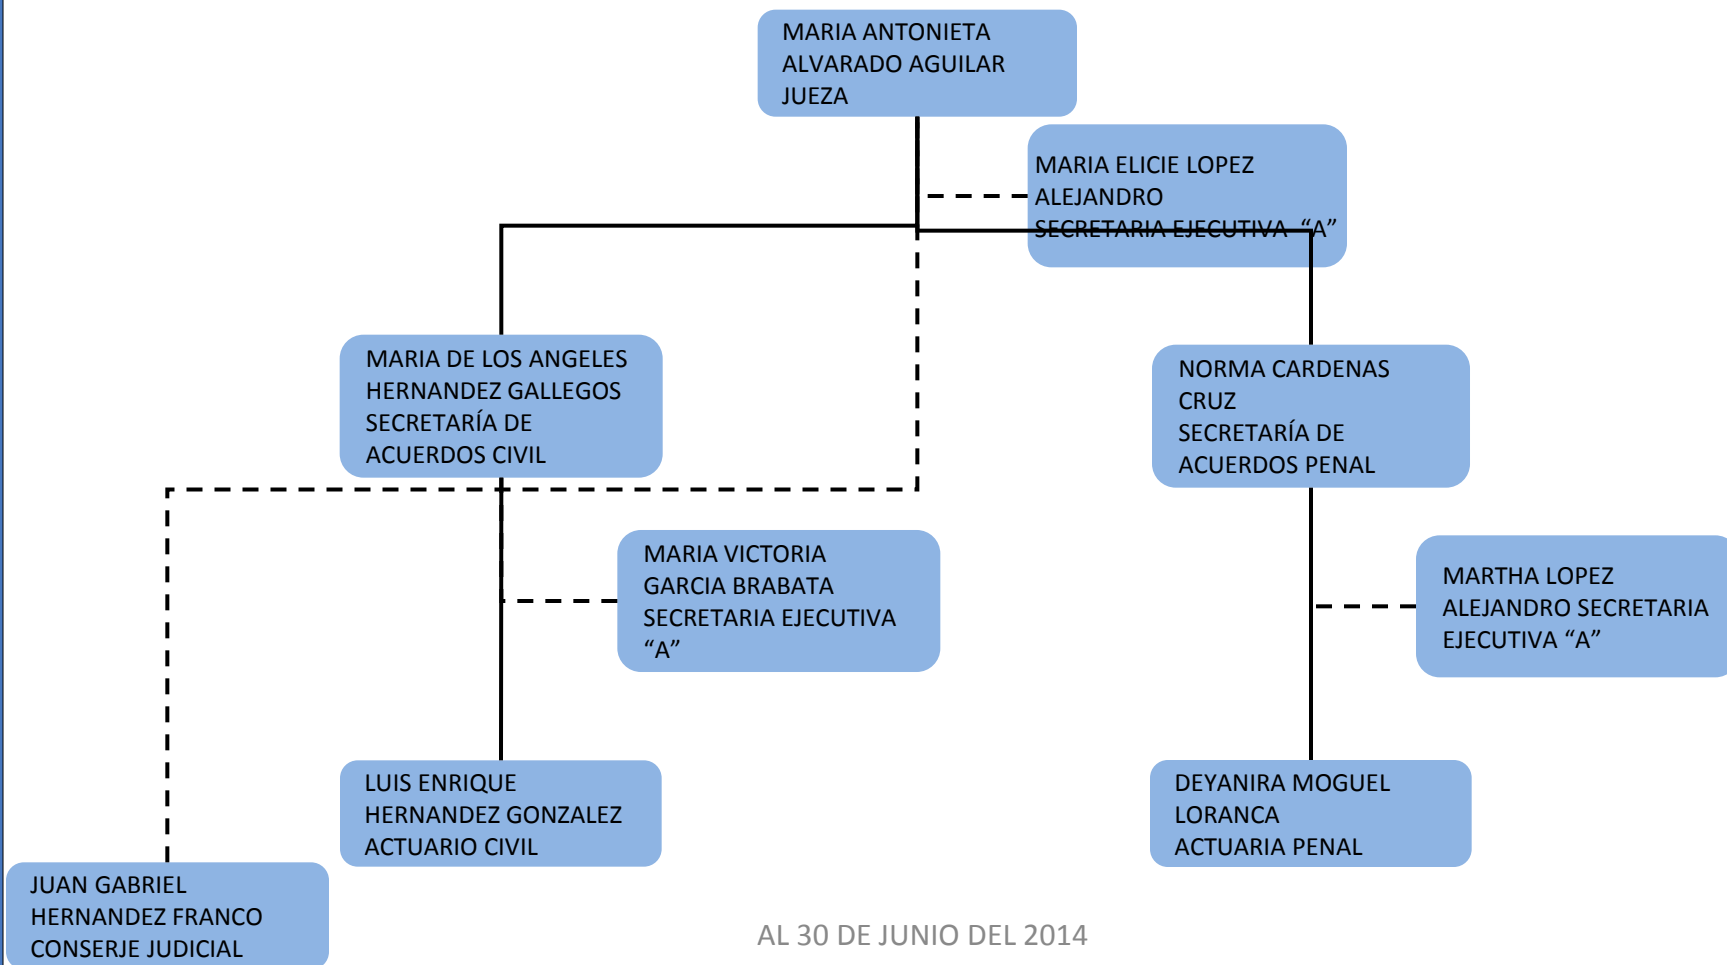 MARIA ANTONIETA
ALVARADO AGUILAR
JUEZA
MARIA ELICIE LOPEZ
ALEJANDRO
SECRETARIA EJECUTIVA “A”
MARIA DE LOS ANGELES
HERNANDEZ GALLEGOS
SECRETARÍA DE
ACUERDOS CIVIL
NORMA CARDENAS
CRUZ
SECRETARÍA DE
ACUERDOS PENAL
MARIA VICTORIA
GARCIA BRABATA
SECRETARIA EJECUTIVA
“A”
MARTHA LOPEZ
ALEJANDRO SECRETARIA
EJECUTIVA “A”
LUIS ENRIQUE
HERNANDEZ GONZALEZ
ACTUARIO CIVIL
DEYANIRA MOGUEL
LORANCA
ACTUARIA PENAL
JUAN GABRIEL
HERNANDEZ FRANCO
CONSERJE JUDICIAL
AL 30 DE JUNIO DEL 2014